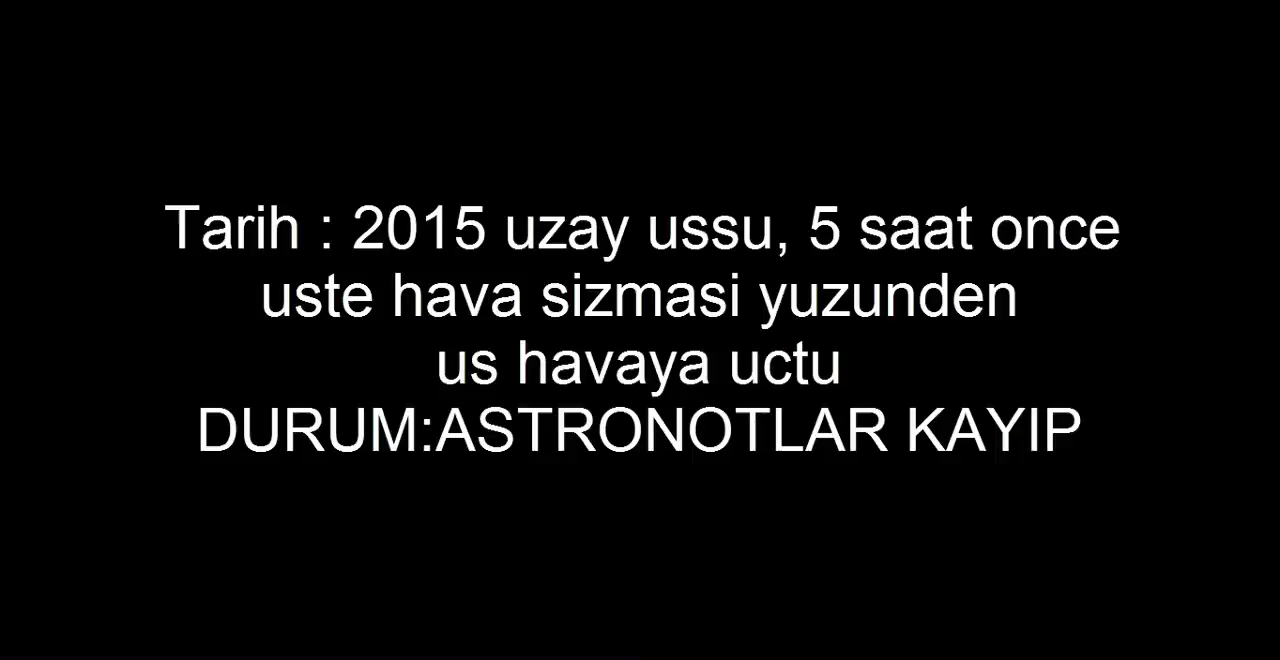 Tarih : 2015 uzay ussu, 5 saat once
uste hava sizmasi yuzunden
us havaya uctu
DURUM:ASTRONOTLAR KAYIP